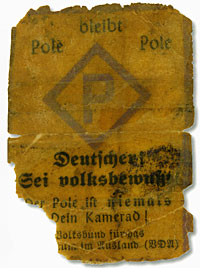 bleibt
Pole Pole
P
Deutscher!
Sei volksbewußt
Der Pole ist niemals
Dein Kamerad!
Volksbund für das
im Ausland (VDA)